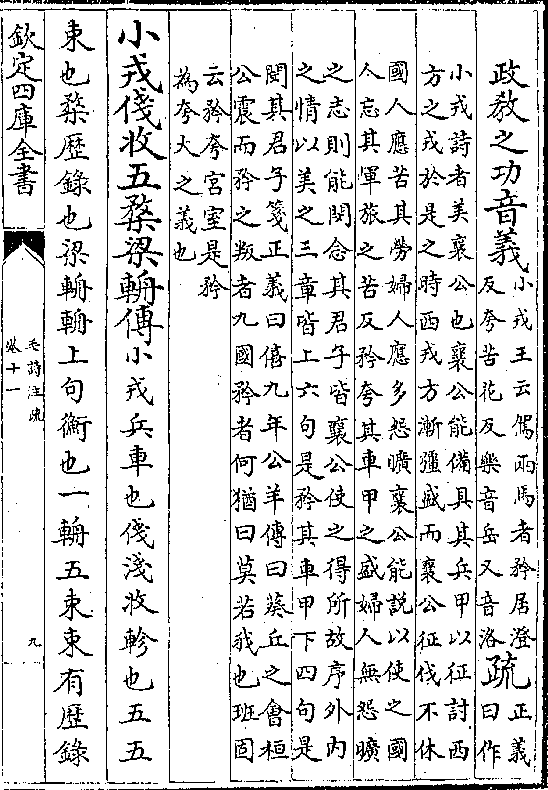 政教之功音義小戎王云駕兩馬者矜居澄
反夸苦花反樂音岳又音洛疏正義
曰作
小戎詩者美襄公也襄公能備具其兵甲以征討西
方之戎於是之時西戎方漸強盛而襄公征伐不休
國人應苦其勞婦人應多怨曠襄公能說以使之國
人忘其軍旅之苦反矜夸其車甲之盛婦人無怨曠
之志則能閔念其君子皆襄公使之得所故序外内
之情以美之三章皆上六句是矜其車甲下四句是
閔其君子箋正義曰僖九年公羊傳曰葵丘之會桓
公震而矜之叛者九國矜者何猶曰莫若我也班固
云矜夸宮室是矜
為夸大之義也
小戎俴收五楘梁輈傳小戎兵車也俴淺收軫也五五
束也楘歷錄也梁輈輈上句衡也一輈五束束有歷錄
欽定四庫全書
毛詩注疏
卷十一
九